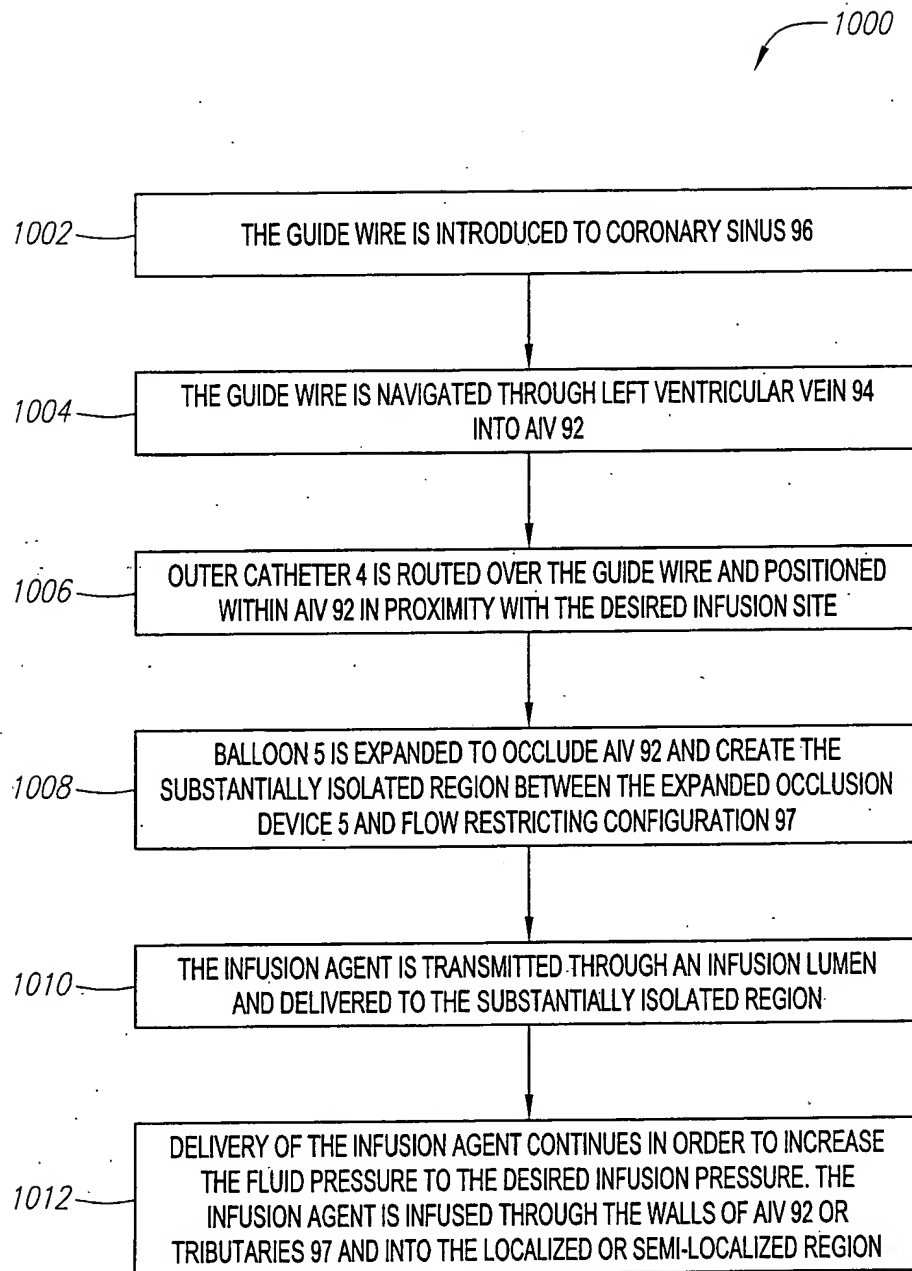 1000
1002
THE GUIDE WIRE IS INTRODUCED TO CORONARY SINUS 96
1004
THE GUIDE WIRE IS NAVIGATED THROUGH LEFT VENTRICULAR VEIN 94
INTO AIV 92
1006
OUTER CATHETER 4 IS ROUTED OVER THE GUIDE WIRE AND POSITIONED
WITHIN AIV 92 IN PROXIMITY WITH THE DESIRED INFUSION SITE
1008
BALLOON 5 IS EXPANDED TO OCCLUDE AIV 92 AND CREATE THE
SUBSTANTIALLY ISOLATED REGION BETWEEN THE EXPANDED OCCLUSION
DEVICE 5 AND FLOW RESTRICTING CONFIGURATION 97
1010
THE INFUSION AGENT IS TRANSMITTED THROUGH AN INFUSION LUMEN
AND DELIVERED TO THE SUBSTANTIALLY ISOLATED REGION
1012
DELIVERY OF THE INFUSION AGENT CONTINUES IN ORDER TO INCREASE
THE FLUID PRESSURE TO THE DESIRED INFUSION PRESSURE. THE
INFUSION AGENT IS INFUSED THROUGH THE WALLS OF AIV 92 OR
TRIBUTARIES 97 AND INTO THE LOCALIZED OR SEMI-LOCALIZED REGION